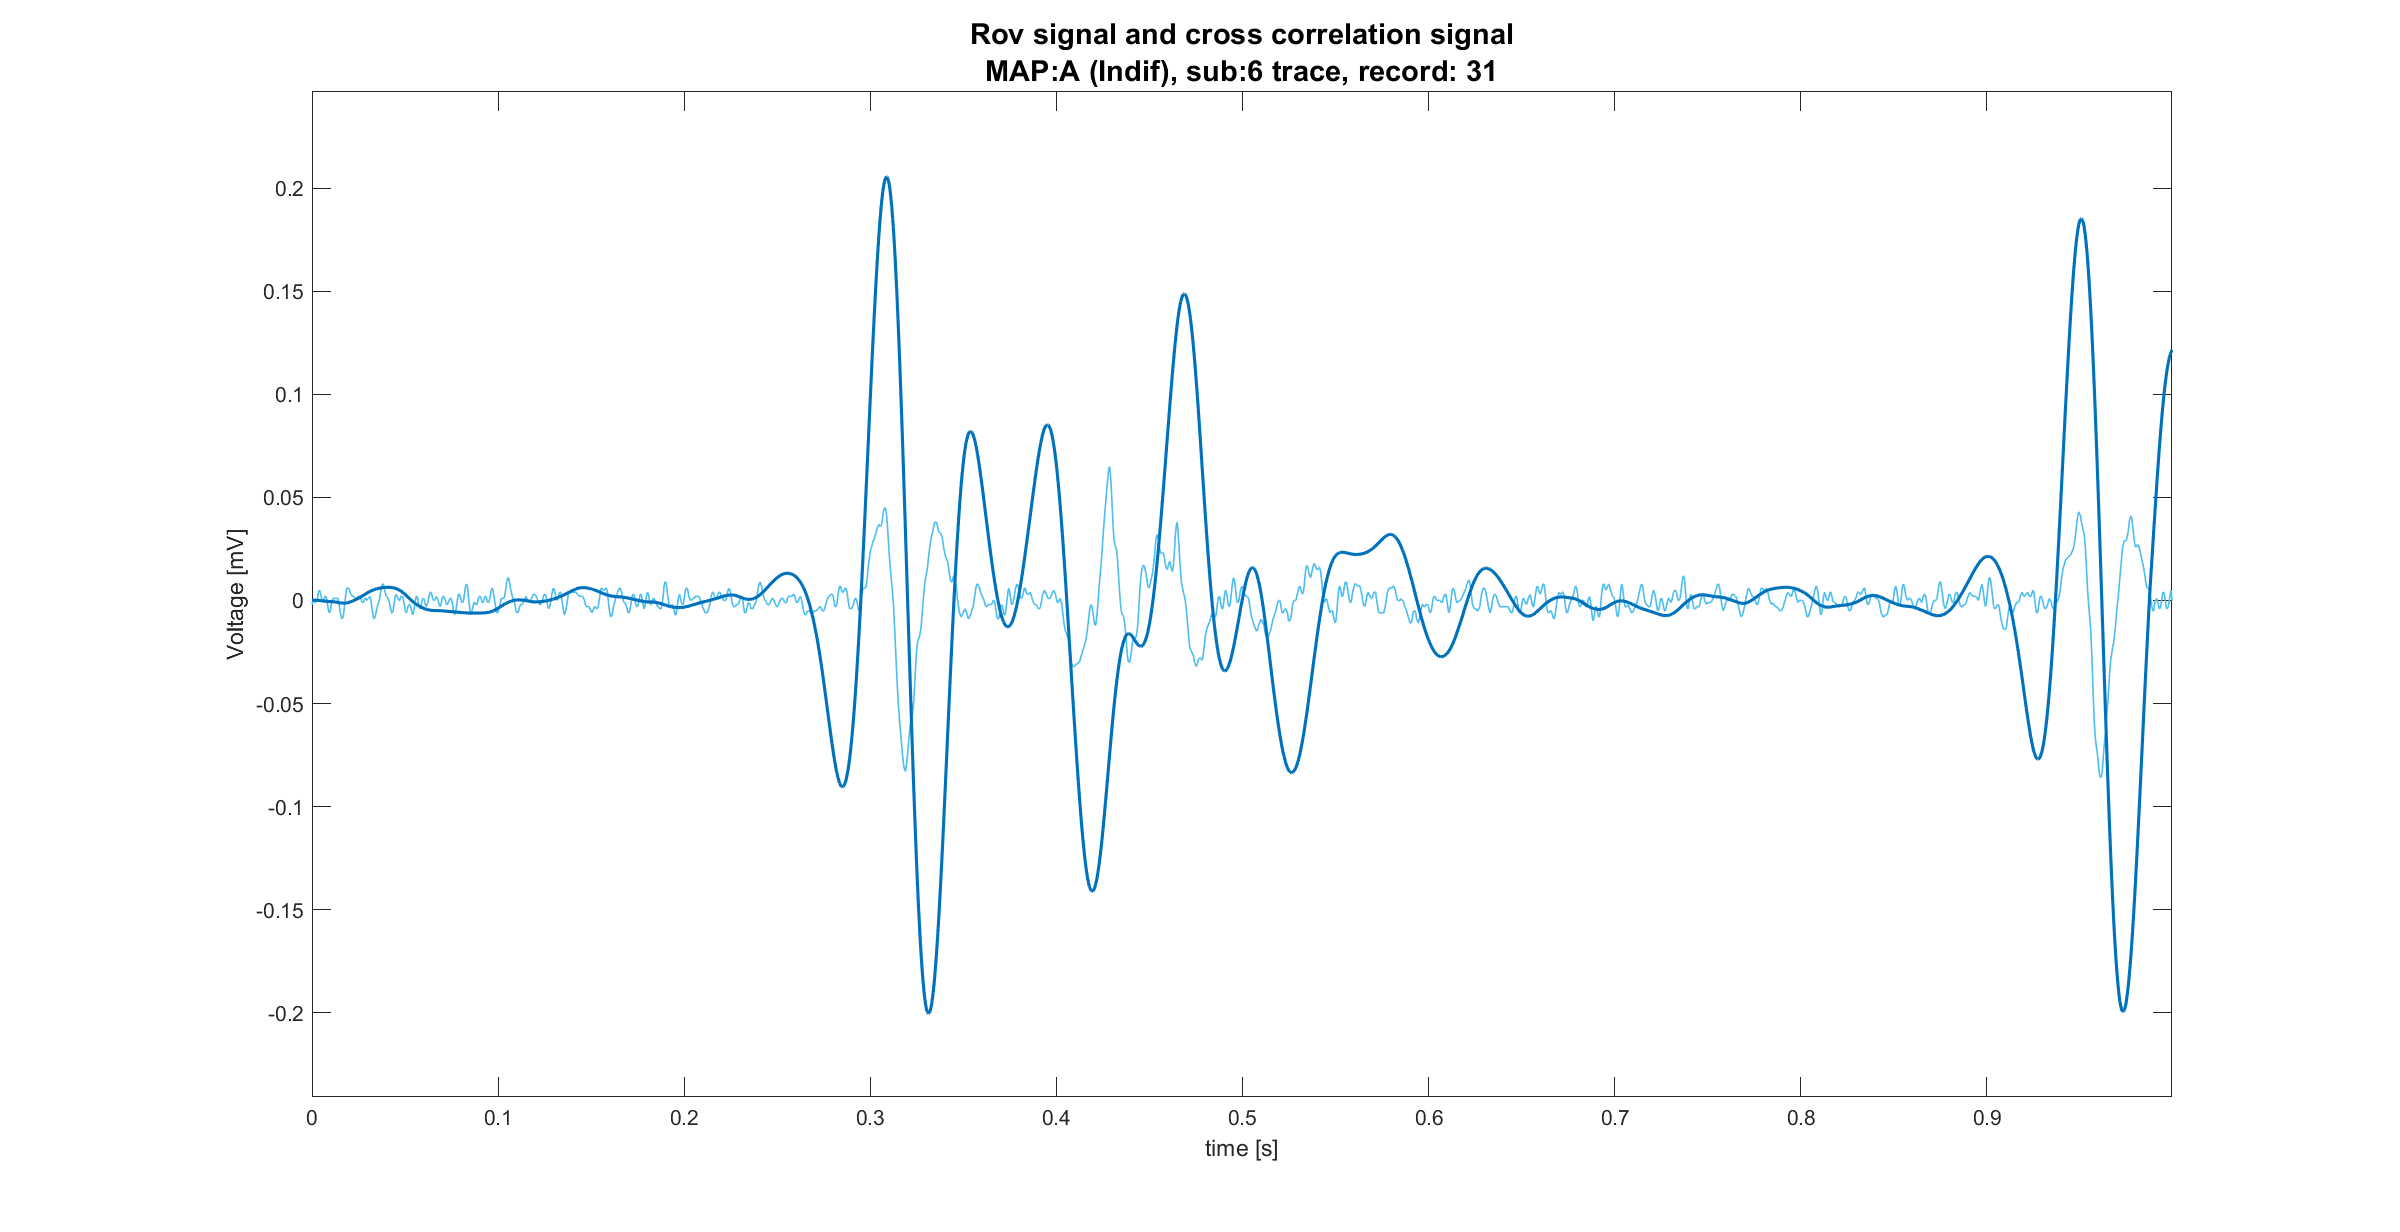 Rov signal and cross correlation signal
MAP:A (Indif), sub:6 trace, record: 31
Voltage [mV]
0.2
0.15
0.1
0.05
0
-0.05
-0.1
-0.15
-0.2
0 0.1 0.2 0.3 0.4 0.5 0.6 0.7 0.8 0.9
time [s]